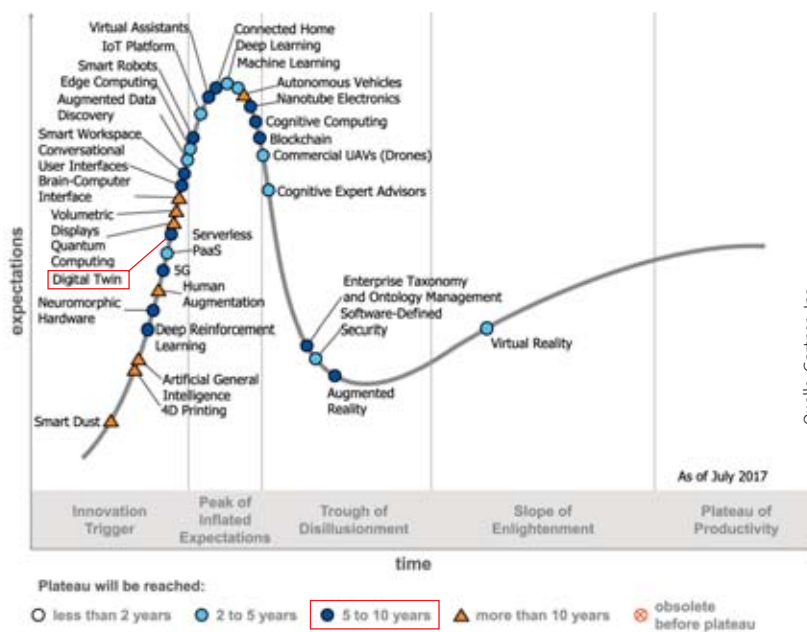 Virtual Assistants
IoT Platform
Smart Robots
Edge Computing
Augmented Data
Discovery
Smart Workspace
Conversational
User Interfaces
Brain-Computer
Interface
Volumetric
Displays
Quantum
Computing
Digital Twin
Neuromorphic
Hardware
Smart Dust
Connected Home
Deep Learning
Machine Learning
Autonomous Vehicles
Nanotube Electronics
Cognitive Computing
Blockchain
Commercial UAVs (Drones)
Cognitive Expert Advisors
Serverless
PaaS
5G
Human
Augmentation
Deep Reinforcement
Learning
Artificial General
Intelligence
4D Printing
Enterprise Taxonomy
and Ontology Management
Software-Defined
Security
Augmented
Reality
Virtual Reality
expectations
As of July 2017
Innovation
Trigger
Peak of
Inflated
Expectations
Trough of
Disillusionment
Slope of
Enlightenment
Plateau of
Productivity
time
Plateau will be reached:
less than 2 years
2 to 5 years
5 to 10 years
more than 10 years
obsolete
before plateau